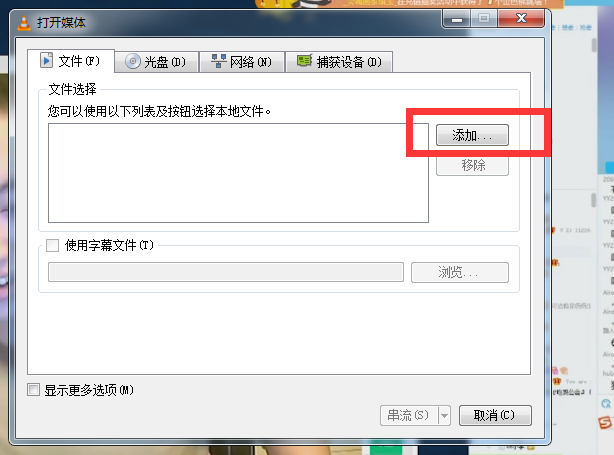 打开媒体
文件(F)
光盘(D)
网络(N)
捕获设备(D)
文件选择
您可以使用以下列表及按钮选择本地文件。
添加...
移除
使用字幕文件(T)
浏览...
显示更多选项(M)
串流(S)
取消(C)